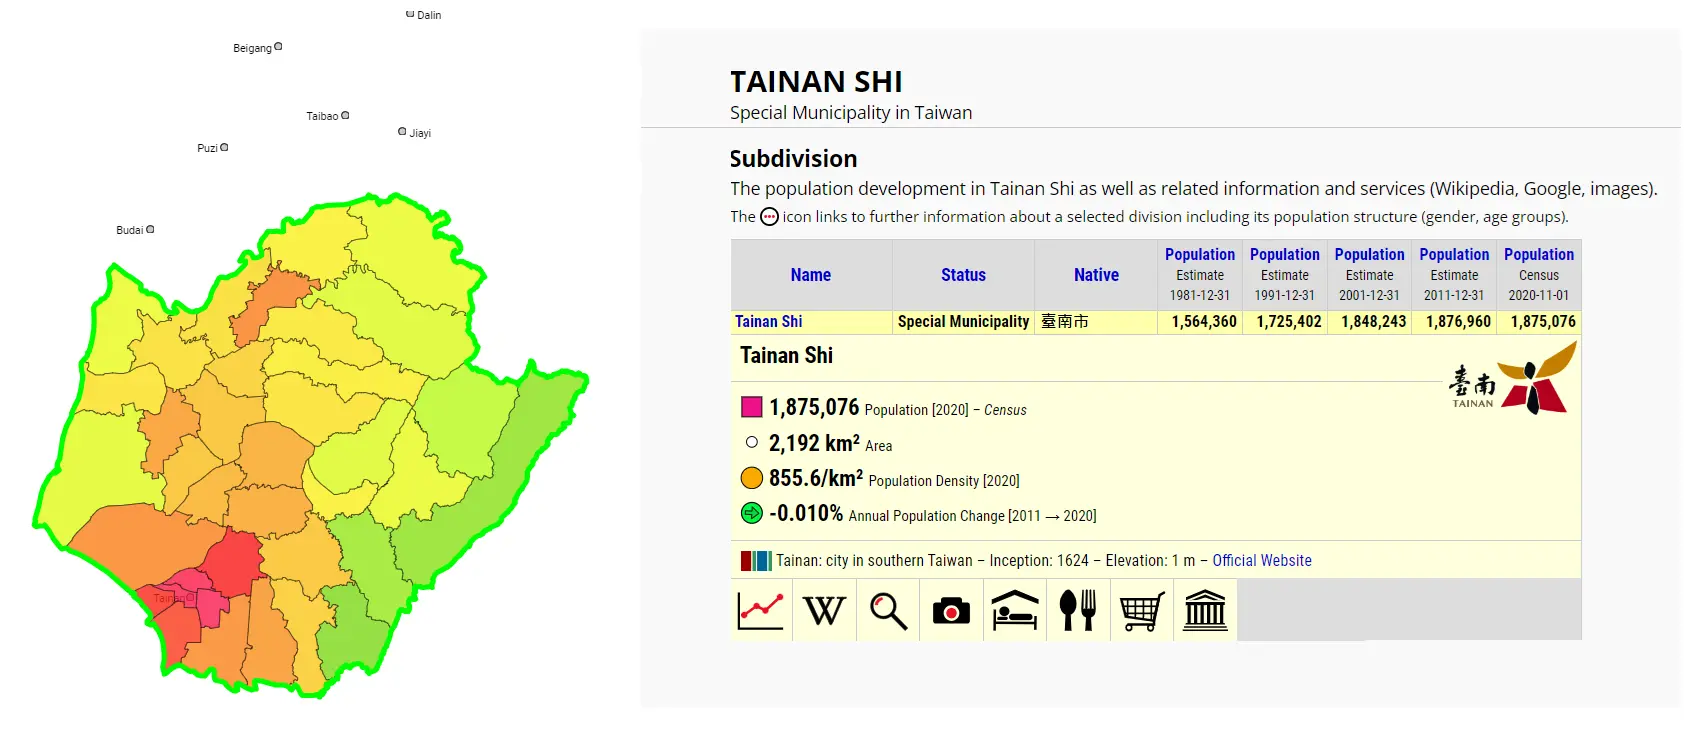 Dalin
Beigang
Taibao
Jiayi
Puzi
Budai
Tainan
TAINAN SHI
Special Municipality in Taiwan
Subdivision
The population development in Tainan Shi as well as related information and services (Wikipedia, Google, images).
The icon links to further information about a selected division including its population structure (gender, age groups).
Name Status Native Population Estimate 1981-12-31 Population Estimate 1991-12-31 Population Estimate 2001-12-31 Population Estimate 2011-12-31 Population Census 2020-11-01
Tainan Shi Special Municipality 臺南市 1,564,360 1,725,402 1,848,243 1,876,960 1,875,076
Tainan Shi
臺南
TAINAN
1,875,076 Population [2020] – Census
2,192 km² Area
855.6/km² Population Density [2020]
-0.010% Annual Population Change [2011 → 2020]
Tainan: city in southern Taiwan – Inception: 1624 – Elevation: 1 m – Official Website
W